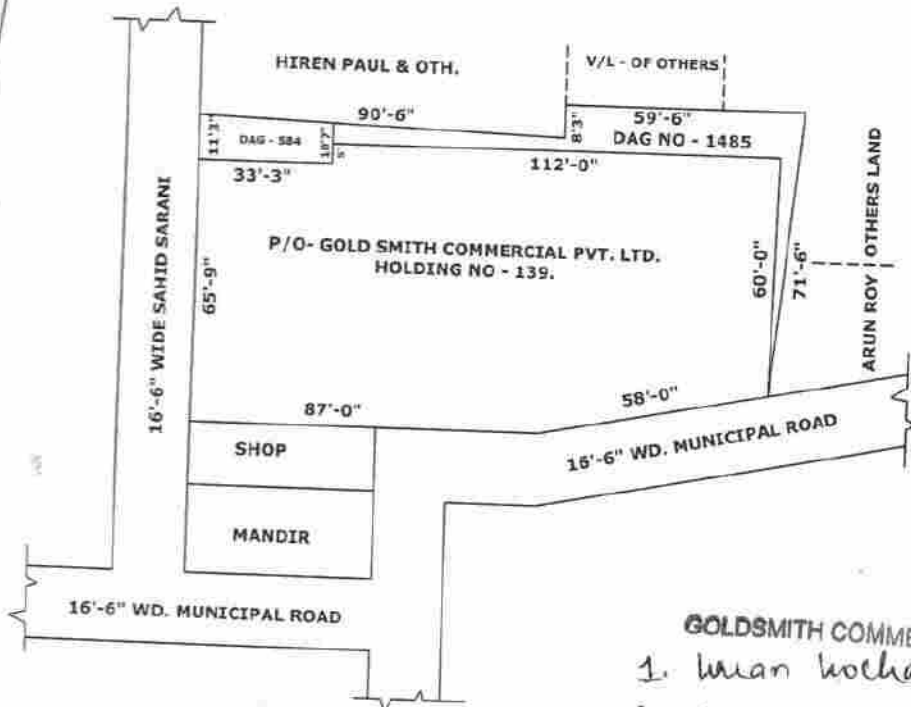 HIREN PAUL & OTH.
V/L - OF OTHERS
90'-6"
59'-6"
8'3"
DAG NO - 1485
11'3"
DAG - 584
10'7"
5'
33'-3"
112'-0"
16'-6" WIDE SAHID SARANI
65'-9"
P/O- GOLD SMITH COMMERCIAL PVT. LTD.
HOLDING NO - 139.
60'-0"
71'-6"
ARUN ROY
OTHERS LAND
87'-0"
58'-0"
16'-6" WD. MUNICIPAL ROAD
SHOP
MANDIR
16'-6" WD. MUNICIPAL ROAD
GOLDSMITH COMME
1.